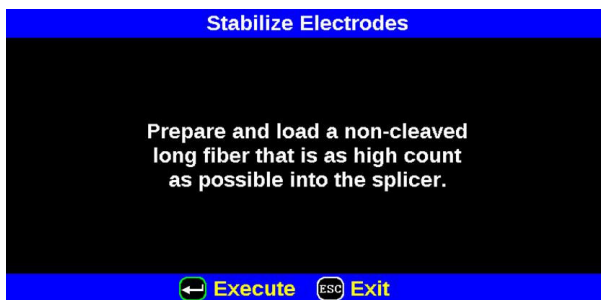 Stabilize Electrodes
Prepare and load a non-cleaved
long fiber that is as high count
as possible into the splicer.
Execute ESC Exit